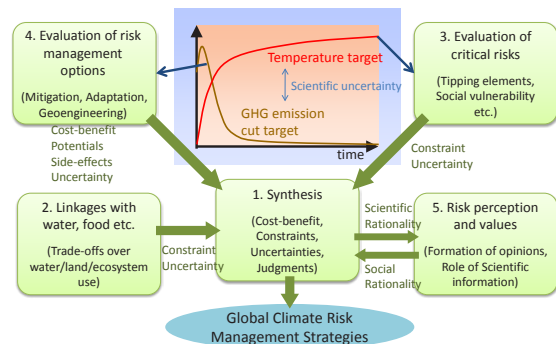 4. Evaluation of risk
management
options
(Mitigation, Adaptation,
Geoengineering)
Cost-benefit
Potentials
Side-effects
Uncertainty
Temperature target
Scientific uncertainty
GHG emission
cut target
time
3. Evaluation of
critical risks
(Tipping elements,
Social vulnerability
etc.)
Constraint
Uncertainty
2. Linkages with
water, food etc.
(Trade-offs over
water/land/ecosystem
use)
Constraint
Uncertainty
1. Synthesis
(Cost-benefit,
Constraints,
Uncertainties,
Judgments)
Scientific
Rationality
Social
Rationality
5. Risk perception
and values
(Formation of opinions,
Role of Scientific
information)
Global Climate Risk
Management Strategies